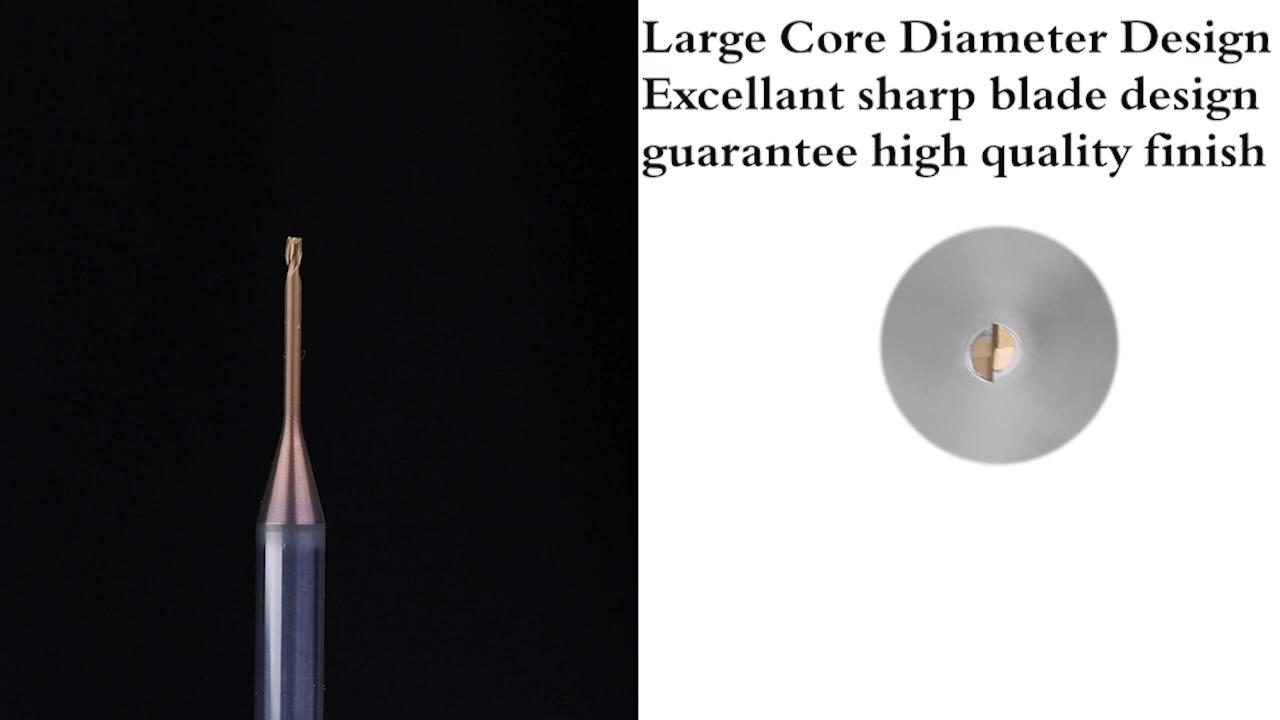 Large Core Diameter Design
Excellant sharp blade design
guarantee high quality finish